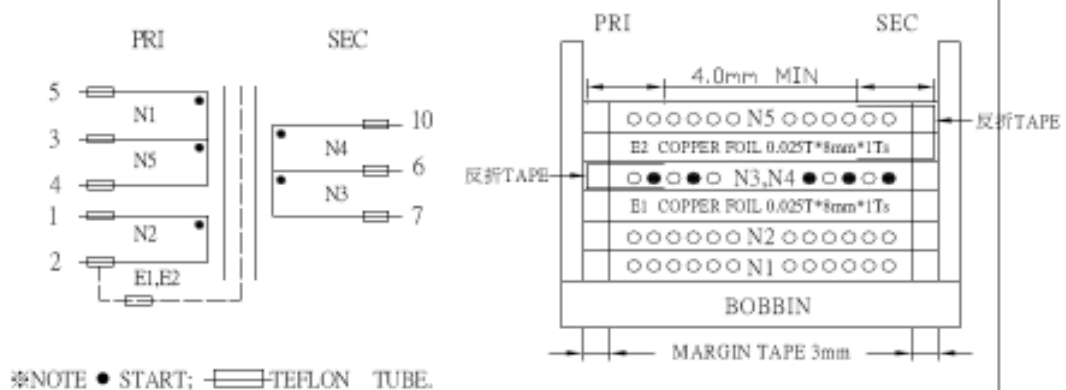 PRI
SEC
5
N1
3
N5
4
1
N2
2
E1,E2
10
N4
6
N3
7
※NOTE ● START; TEFLON TUBE.
PRI
SEC
4.0mm MIN
N5
反折TAPE
E2 COPPER FOIL 0.025T*8mm*1Ts
反折TAPE
N3,N4
E1 COPPER FOIL 0.025T*8mm*1Ts
N2
N1
BOBBIN
MARGIN TAPE 3mm